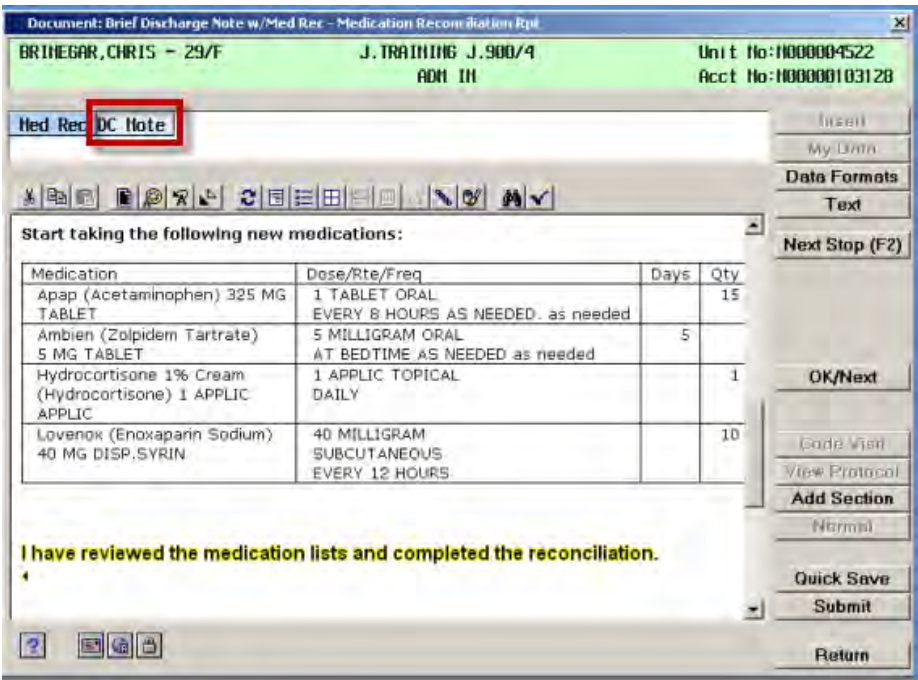 Document: Brief Discharge Note w/Med Rec - Medication Reconciliation Rpt
BRINEGAR,CHRIS - 29/F J.TRAINING J.900/4 Unit No:N000004522
ADM IN Acct No:N00000103128
Med Rec DC Note
Insert
My Data
Data Formats
Text
Next Stop (F2)
Start taking the following new medications:
Medication Dose/Rte/Freq Days Qty
Apap (Acetaminophen) 325 MG 1 TABLET ORAL 15
TABLET EVERY 8 HOURS AS NEEDED. as needed
Ambien (Zolpidem Tartrate) 5 MILLIGRAM ORAL 5
5 MG TABLET AT BEDTIME AS NEEDED as needed
Hydrocortisone 1% Cream 1 APPLIC TOPICAL 1
(Hydrocortisone) 1 APPLIC DAILY
APPLIC
Lovenox (Enoxaparin Sodium) 40 MILLIGRAM 10
40 MG DISP.SYRIN SUBCUTANEOUS
EVERY 12 HOURS
OK/Next
Code Visit
View Protocol
Add Section
Normal
I have reviewed the medication lists and completed the reconciliation.
Quick Save
Submit
Return